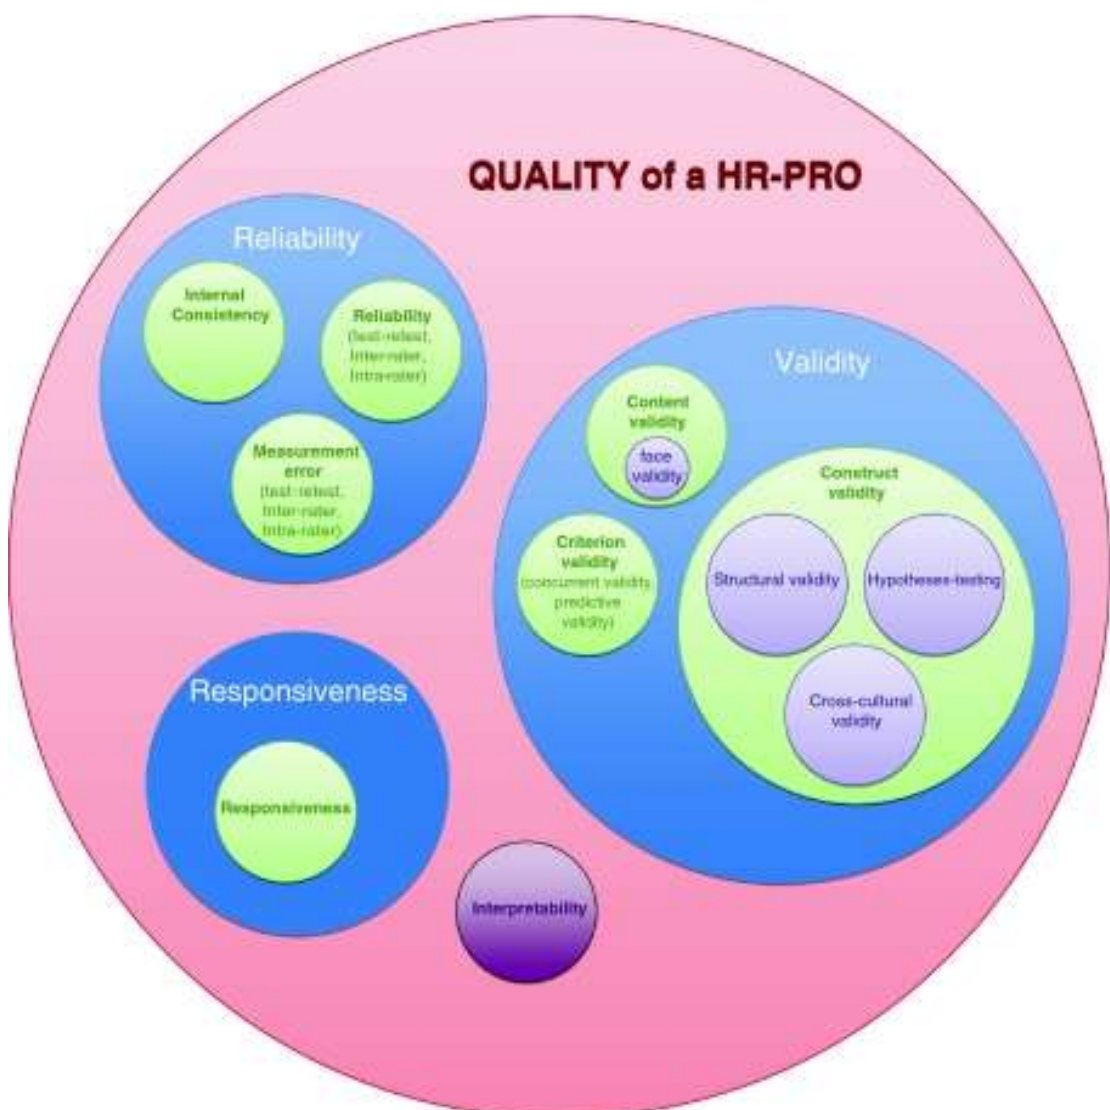 QUALITY of a HR-PRO
Reliability
Internal
Consistency
Reliability
(test-retest,
Inter-rater,
Intra-rater)
Measurement
error
(test-retest,
Inter-rater,
Intra-rater)
Validity
Content
validity
face
validity
Criterion
validity
(concurrent validity
predictive
validity)
Construct
validity
Structural validity
Hypotheses-testing
Cross-cultural
validity
Responsiveness
Responsiveness
Interpretability